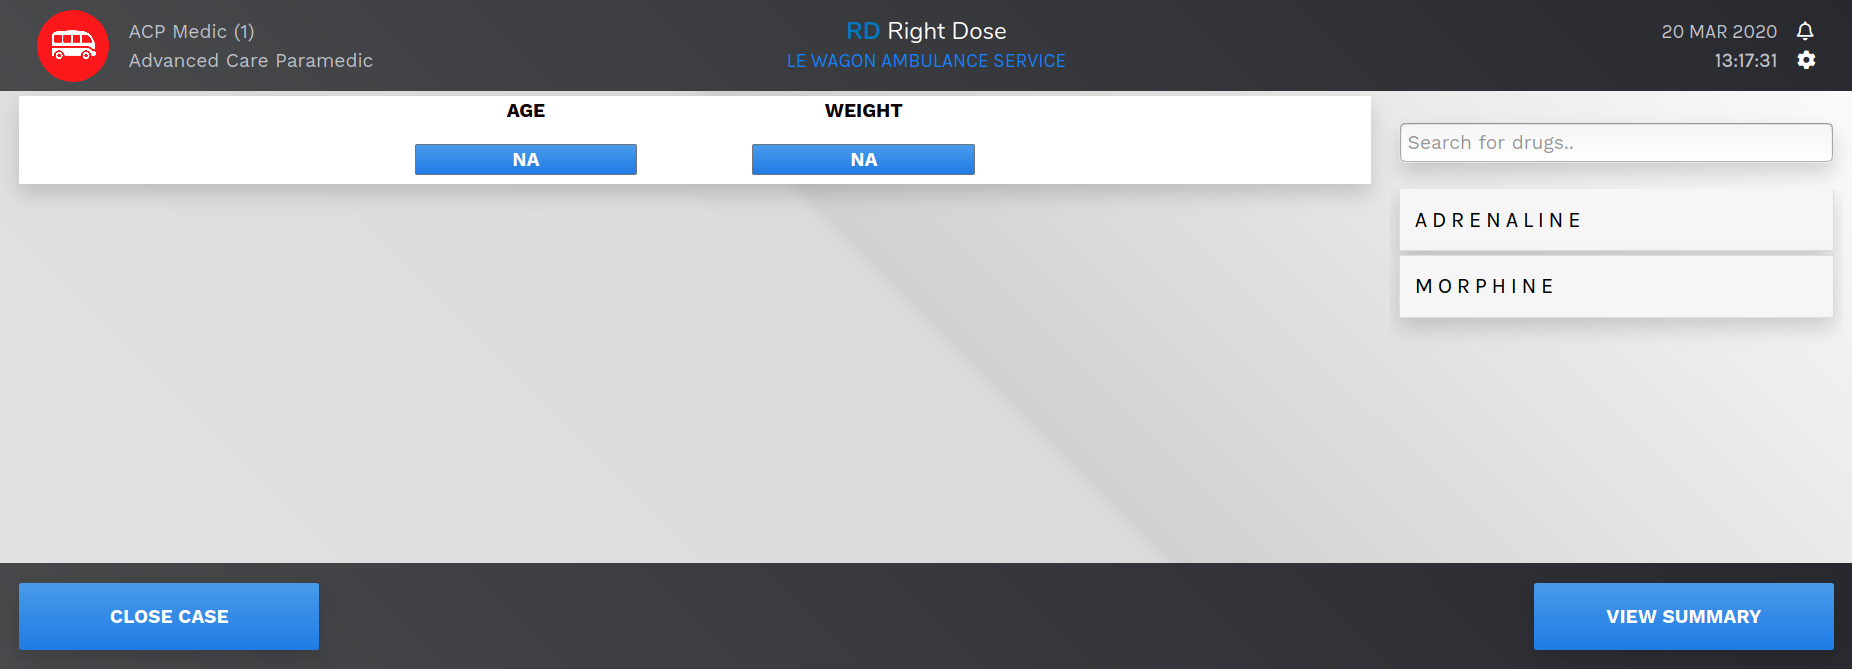 ACP Medic (1)
Advanced Care Paramedic
RD Right Dose
LE WAGON AMBULANCE SERVICE
20 MAR 2020
13:17:31
AGE
WEIGHT
NA
NA
Search for drugs..
ADRENALINE
MORPHINE
CLOSE CASE
VIEW SUMMARY